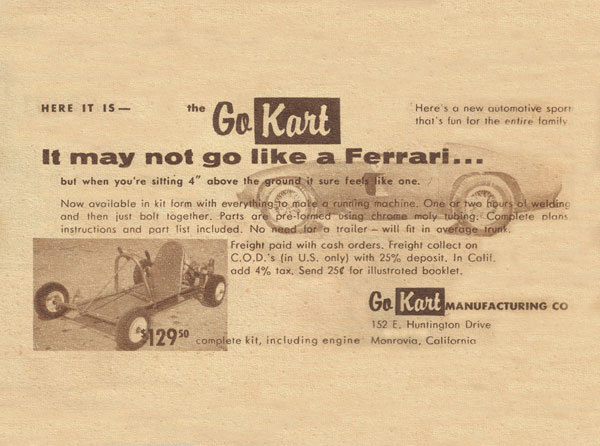 HERE IT IS — the Go Kart Here's a new automotive sport
that's fun for the entire family.
It may not go like a Ferrari...
but when you're sitting 4" above the ground it sure feels like one.
Now available in kit form with everything to make a running machine. One or two hours of welding
and then just bolt together. Parts are pre-formed using chrome moly tubing. Complete plans
instructions and part list included. No need for a trailer – will fit in average trunk.
Freight paid with cash orders. Freight collect on
C.O.D.'s (in U.S. only) with 25% deposit. In Calif.
add 4% tax. Send 25¢ for illustrated booklet.
Go Kart MANUFACTURING CO
152 E. Huntington Drive
$129.50 complete kit, including engine Monrovia, California